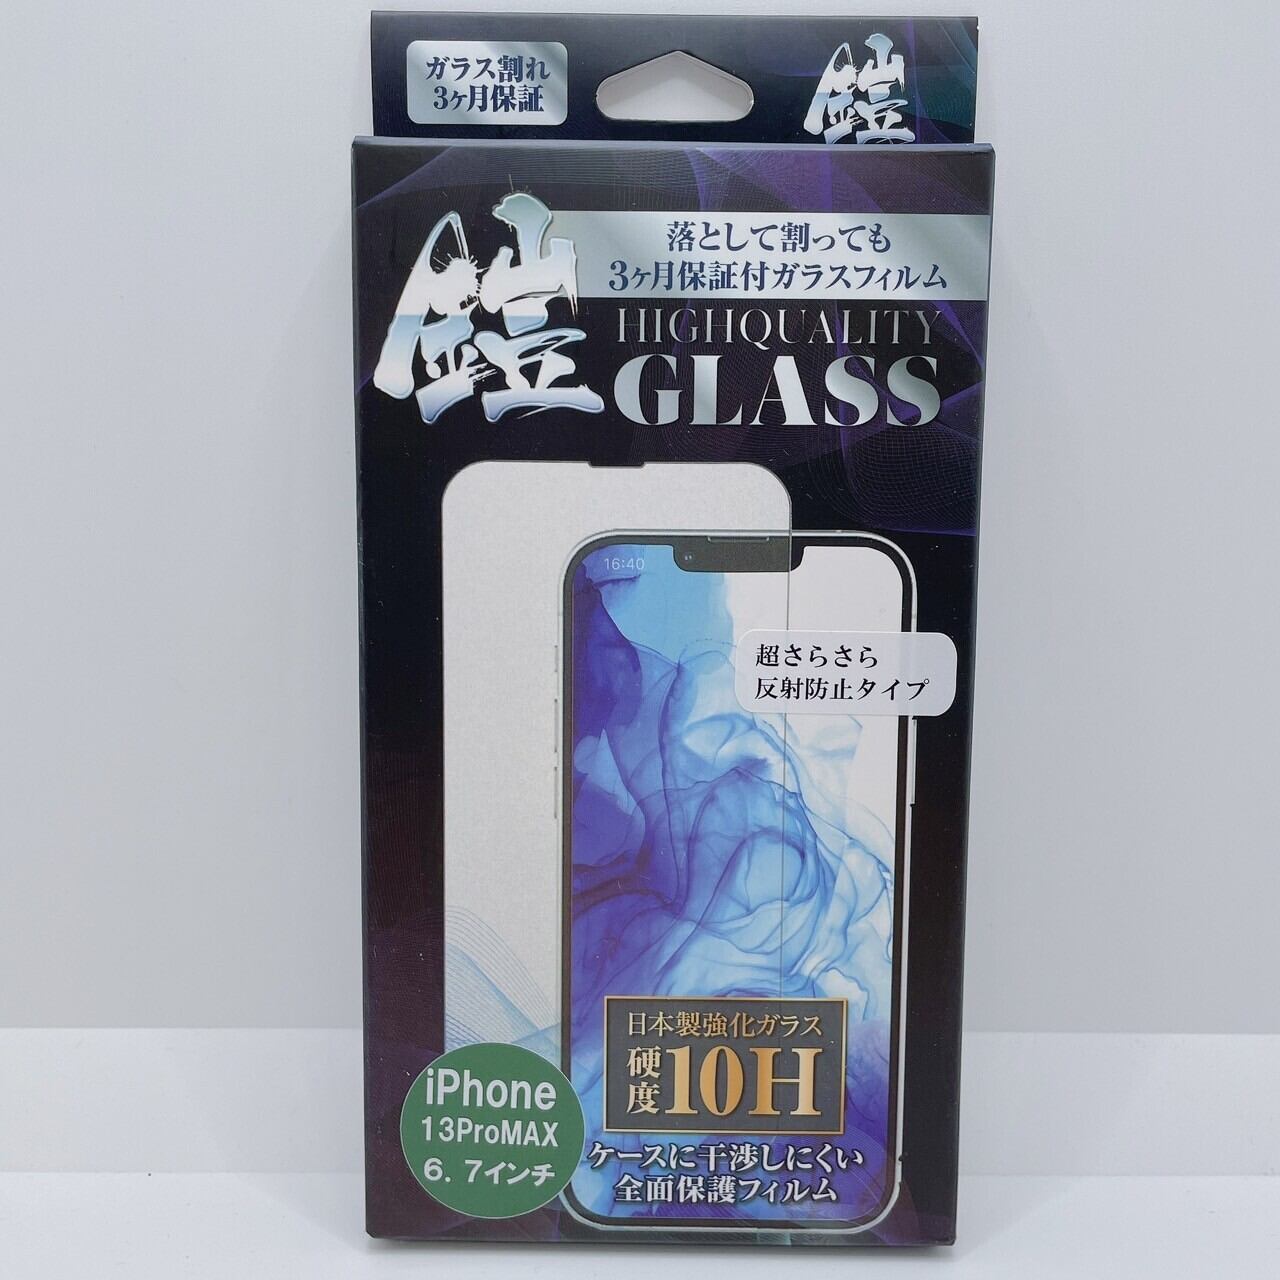 ガラス割れ
3ヶ月保証
鎧
鎧
落として割っても
3ヶ月保証付ガラスフィルム
HIGHQUALITY
GLASS
16:40
超さらさら
反射防止タイプ
日本製強化ガラス
硬度10H
iPhone
13ProMAX
6.7インチ
ケースに干渉しにくい
全面保護フィルム